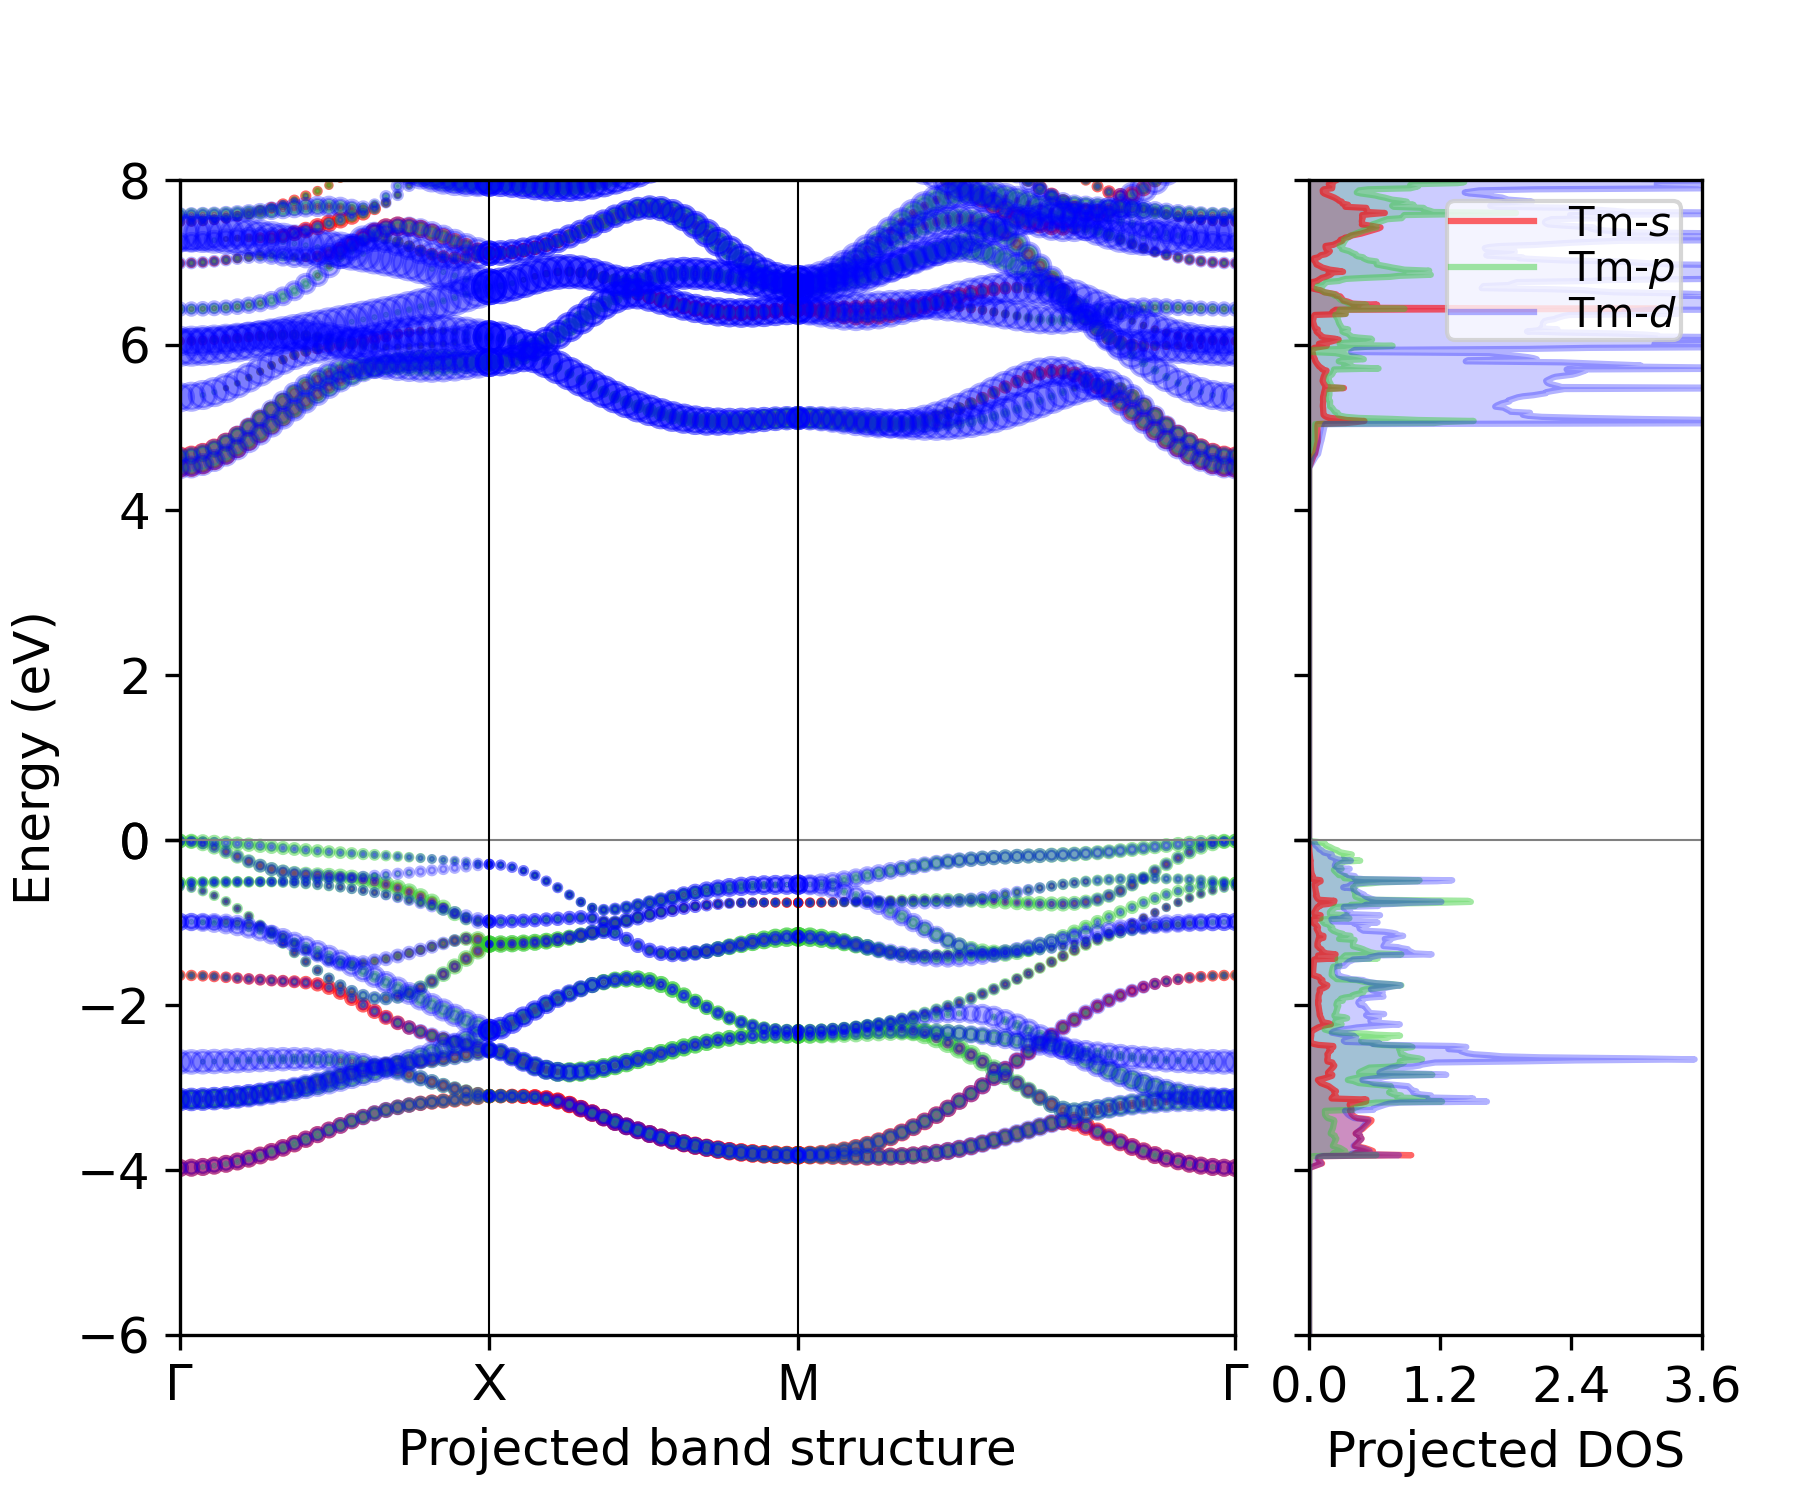 8
6
4
2
0
−2
−4
−6
Energy (eV)
Γ X M Γ
Projected band structure
Tm-s
Tm-p
Tm-d
0.0 1.2 2.4 3.6
Projected DOS